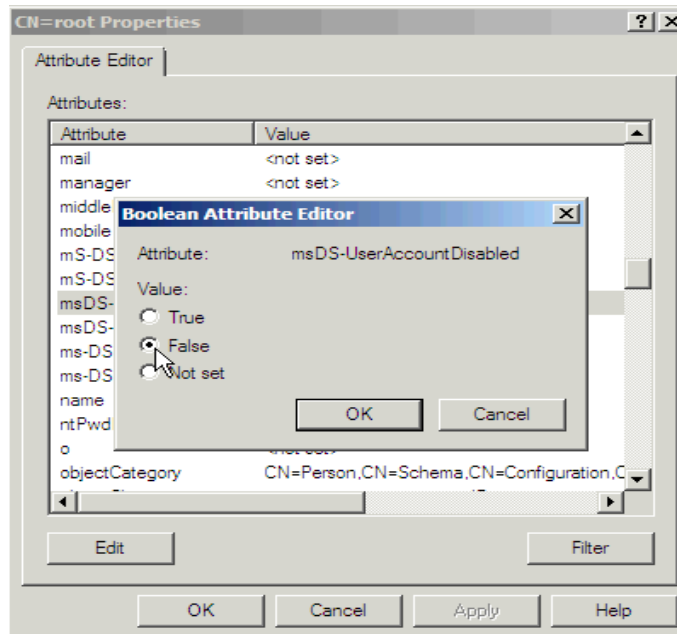 CN=root Properties
Attribute Editor
Attributes:
Attribute Value
mail <not set>
manager <not set>
middle
mobile
mS-DS
mS-DS
msDS-
msDS-
ms-DS
ms-DS
name
ntPwd
o
objectCategory CN=Person,CN=Schema,CN=Configuration,C
Boolean Attribute Editor
Attribute: msDS-UserAccountDisabled
Value:
True
False
Not set
OK Cancel
Edit Filter
OK Cancel Apply Help